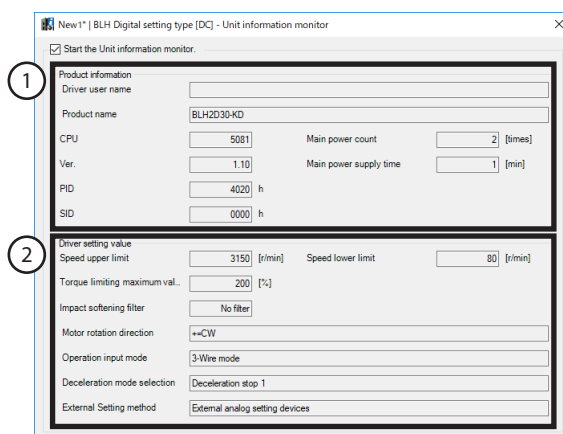 New1* | BLH Digital setting type [DC] - Unit information monitor
Start the Unit information monitor.
1
Product information
Driver user name
Product name BLH2D30-KD
CPU 5081 Main power count 2 [times]
Ver. 1.10 Main power supply time 1 [min]
PID 4020 h
SID 0000 h
2
Driver setting value
Speed upper limit 3150 [r/min] Speed lower limit 80 [r/min]
Torque limiting maximum val.. 200 [%]
Impact softening filter No filter
Motor rotation direction +=CW
Operation input mode 3-Wire mode
Deceleration mode selection Deceleration stop 1
External Setting method External analog setting devices